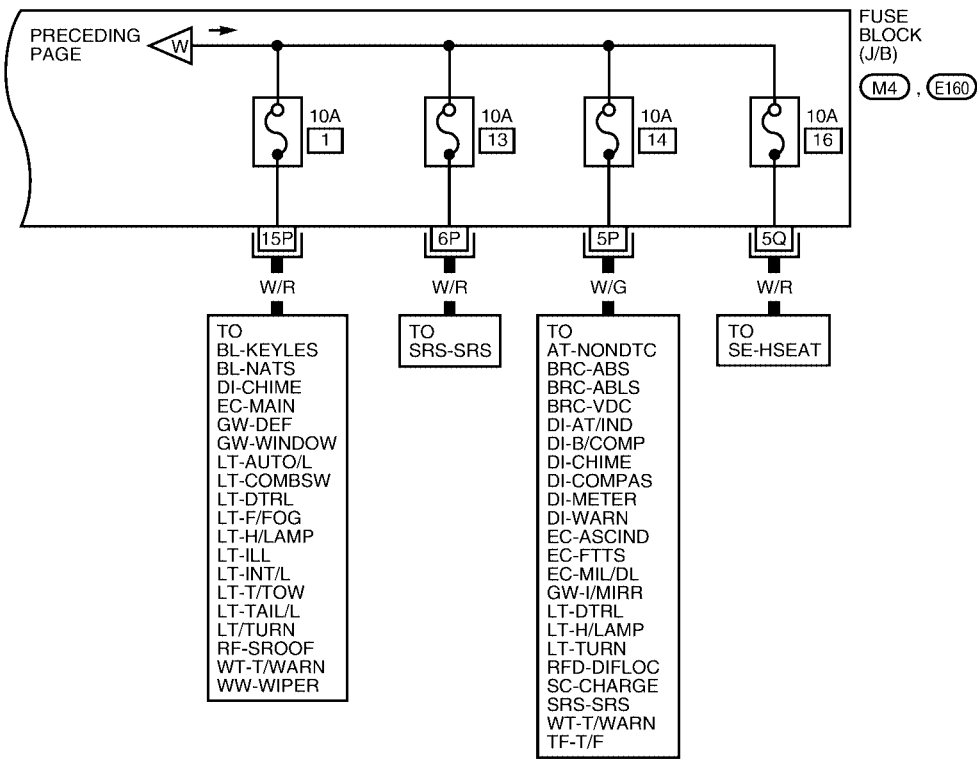 PRECEDING
PAGE
W
FUSE
BLOCK
(J/B)
M4 , E160
10A
1
10A
13
10A
14
10A
16
15P
6P
5P
5Q
W/R
W/R
W/G
W/R
TO
BL-KEYLES
BL-NATS
DI-CHIME
EC-MAIN
GW-DEF
GW-WINDOW
LT-AUTO/L
LT-COMBSW
LT-DTRL
LT-F/FOG
LT-H/LAMP
LT-ILL
LT-INT/L
LT-T/TOW
LT-TAIL/L
LT/TURN
RF-SROOF
WT-T/WARN
WW-WIPER
TO
SRS-SRS
TO
AT-NONDTC
BRC-ABS
BRC-ABLS
BRC-VDC
DI-AT/IND
DI-B/COMP
DI-CHIME
DI-COMPAS
DI-METER
DI-WARN
EC-ASCIND
EC-FTTS
EC-MIL/DL
GW-I/MIRR
LT-DTRL
LT-H/LAMP
LT-TURN
RFD-DIFLOC
SC-CHARGE
SRS-SRS
WT-T/WARN
TF-T/F
TO
SE-HSEAT